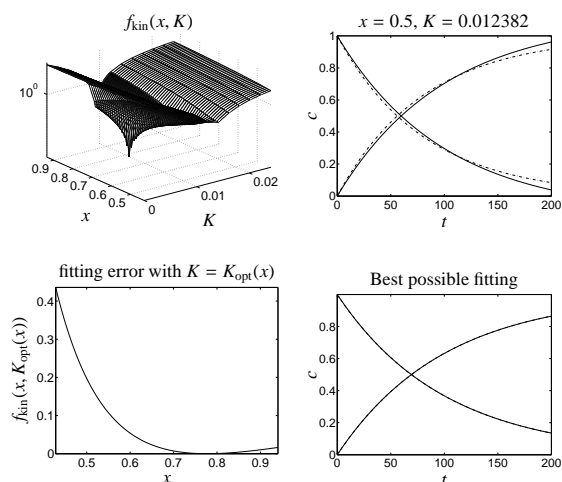 f_kin(x, K)
10^0
0.9
0.8
0.7
0.6
0.5
x
0
0.01
0.02
K
x = 0.5, K = 0.012382
1
0.8
0.6
0.4
0.2
0
c
0 50 100 150 200
t
fitting error with K = K_opt(x)
0.4
0.3
0.2
0.1
0
f_kin(x, K_opt(x))
0.5 0.6 0.7 0.8 0.9
x
Best possible fitting
0.8
0.6
0.4
0.2
0
c
0 50 100 150 200
t